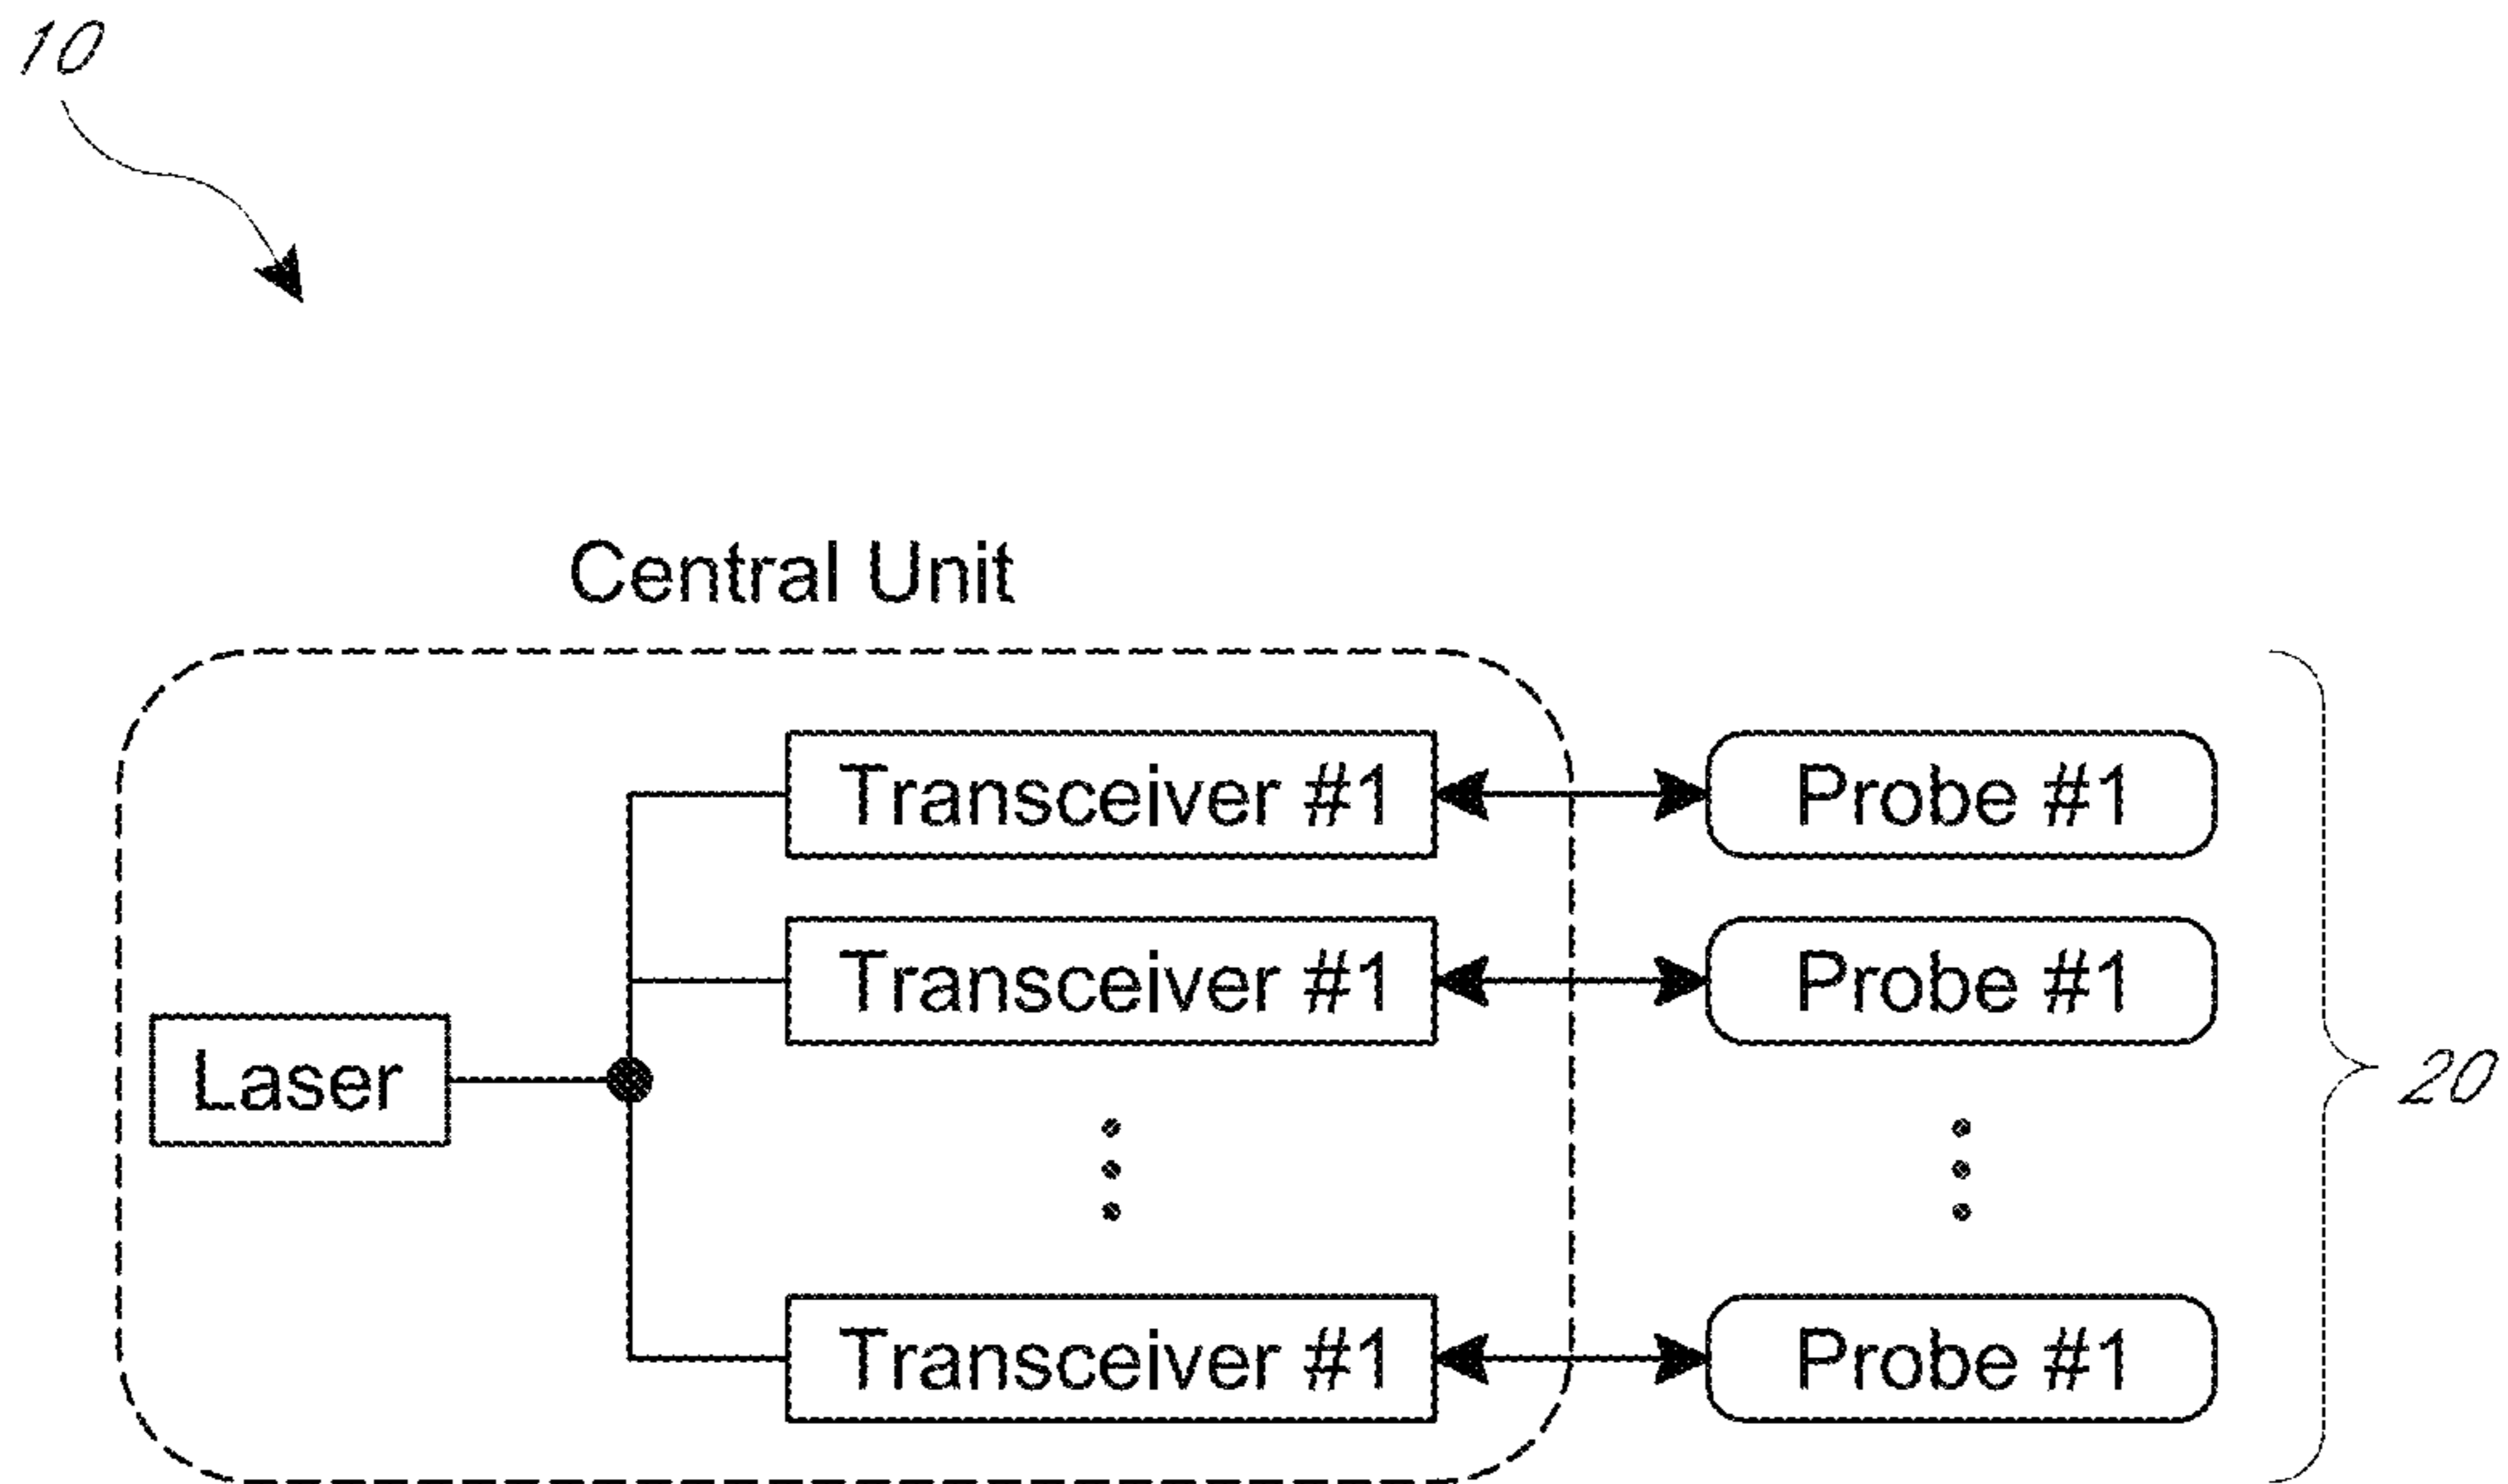 10
Central Unit
Transceiver #1
Probe #1
Transceiver #1
Probe #1
Laser
20
Transceiver #1
Probe #1